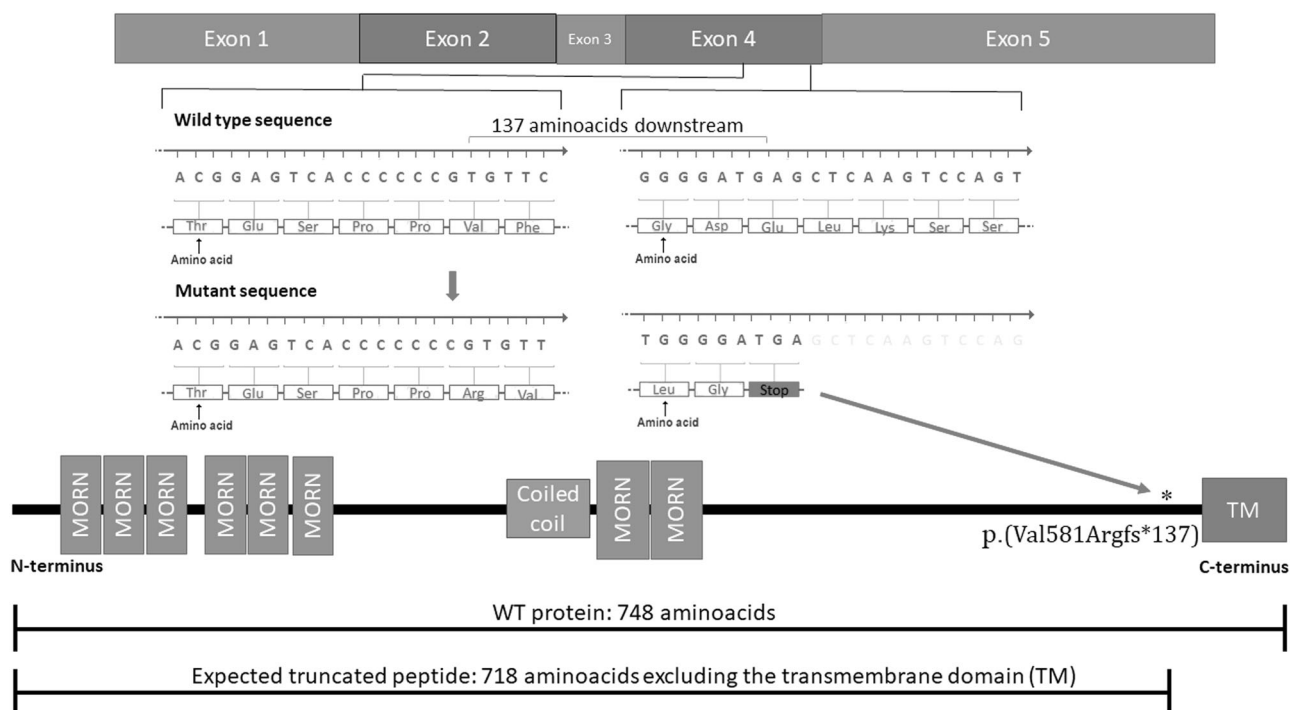 Exon 1 Exon 2 Exon 3 Exon 4 Exon 5
Wild type sequence
137 aminoacids downstream
A C G G A G T C A C C C C C C G T G T T C
G G G G A T G A G C T C A A G T C C A G T
Thr Glu Ser Pro Pro Val Phe
Gly Asp Glu Leu Lys Ser Ser
Amino acid
Amino acid
Mutant sequence
A C G G A G T C A C C C C C C C G T G T T
T G G G G A T G A G C T C A A G T C C A G
Thr Glu Ser Pro Pro Arg Val
Leu Gly Stop
Amino acid
Amino acid
MORN MORN MORN MORN MORN MORN
Coiled
coil
MORN MORN
*
TM
p.(Val581Argfs*137)
N-terminus
C-terminus
WT protein: 748 aminoacids
Expected truncated peptide: 718 aminoacids excluding the transmembrane domain (TM)